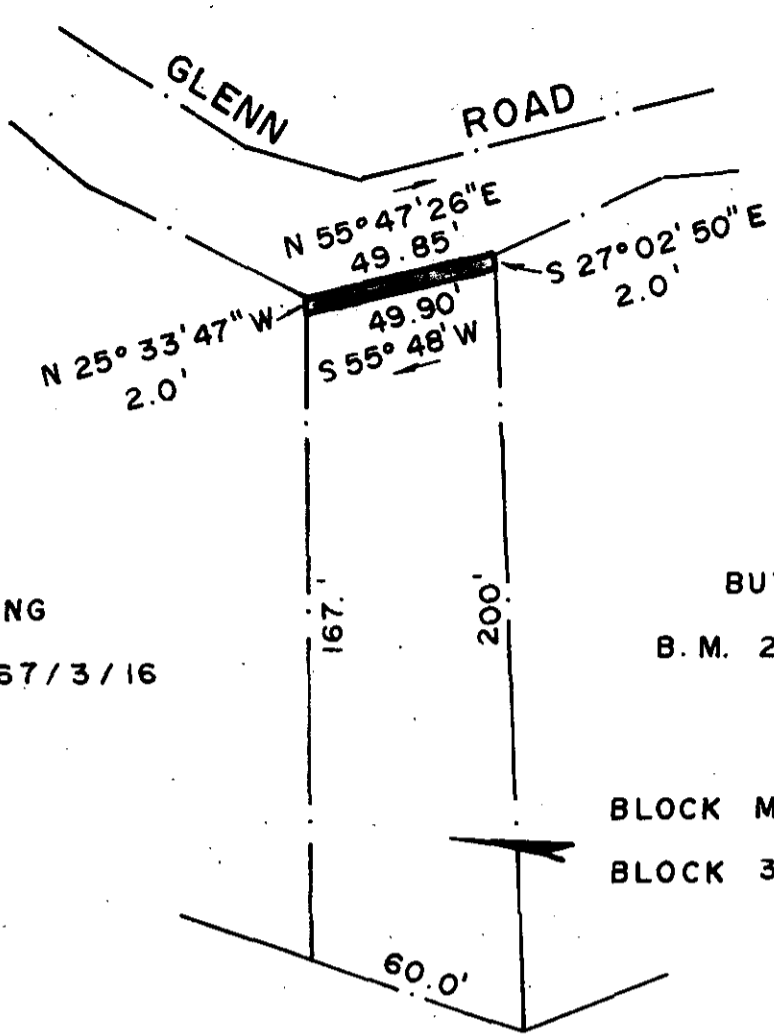 GLENN ROAD
N 55° 47' 26" E
49.85'
S 27° 02' 50" E
2.0'
N 25° 33' 47" W
2.0'
49.90'
S 55° 48' W
167.'
200'
NG
67/3/16
BU
B.M. 2
BLOCK M
BLOCK 3
60.0'